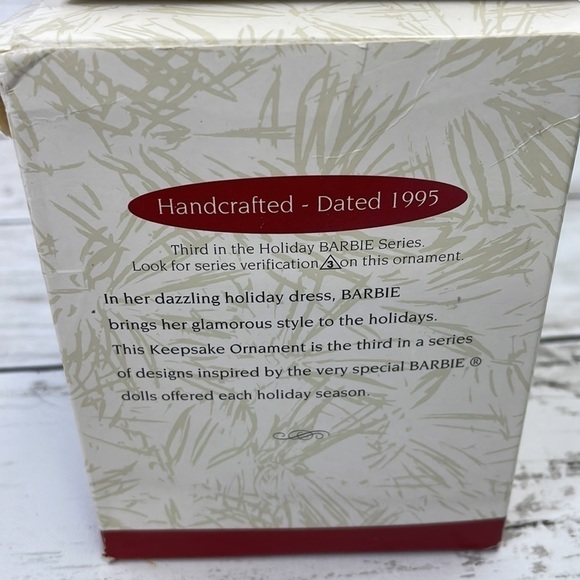 Handcrafted - Dated 1995
Third in the Holiday BARBIE Series.
Look for series verification 3 on this ornament.
In her dazzling holiday dress, BARBIE
brings her glamorous style to the holidays.
This Keepsake Ornament is the third in a series
of designs inspired by the very special BARBIE ®
dolls offered each holiday season.